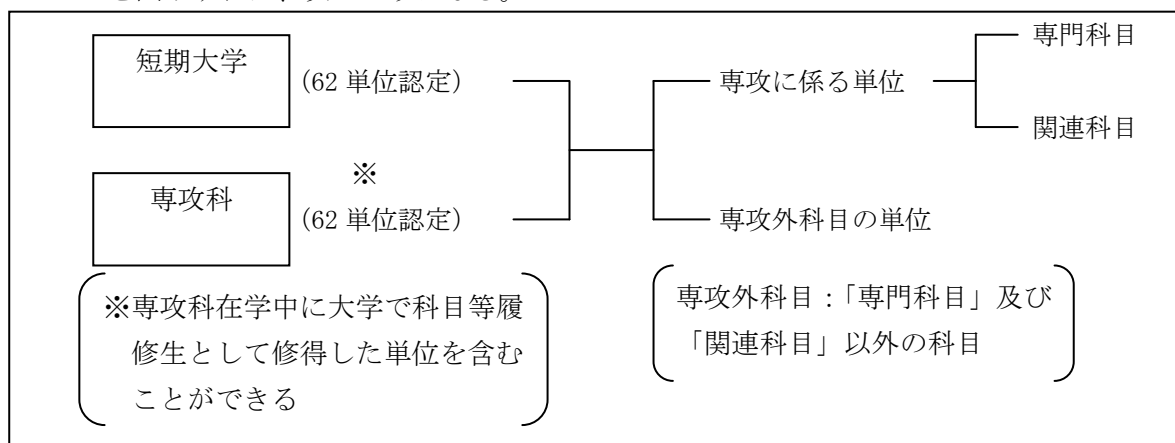 短期大学
(62 単位認定)
専攻科
※
(62 単位認定)
専攻に係る単位
専門科目
関連科目
専攻外科目の単位
※専攻科在学中に大学で科目等履
修生として修得した単位を含む
ことができる
専攻外科目:「専門科目」及び
「関連科目」以外の科目